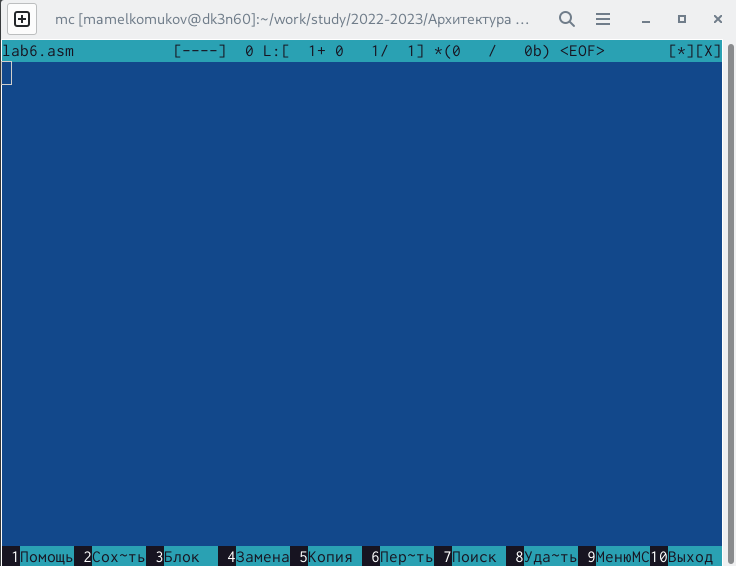 mc [mamelkomukov@dk3n60]:~/work/study/2022-2023/Архитектура ...
lab6.asm [----] 0 L:[ 1+ 0 1/ 1] *(0 / 0b) <EOF> [*][X]
1Помощь 2Сох~ть 3Блок 4Замена 5Копия 6Пер~ть 7Поиск 8Уда~ть 9МенюMC 10Выход